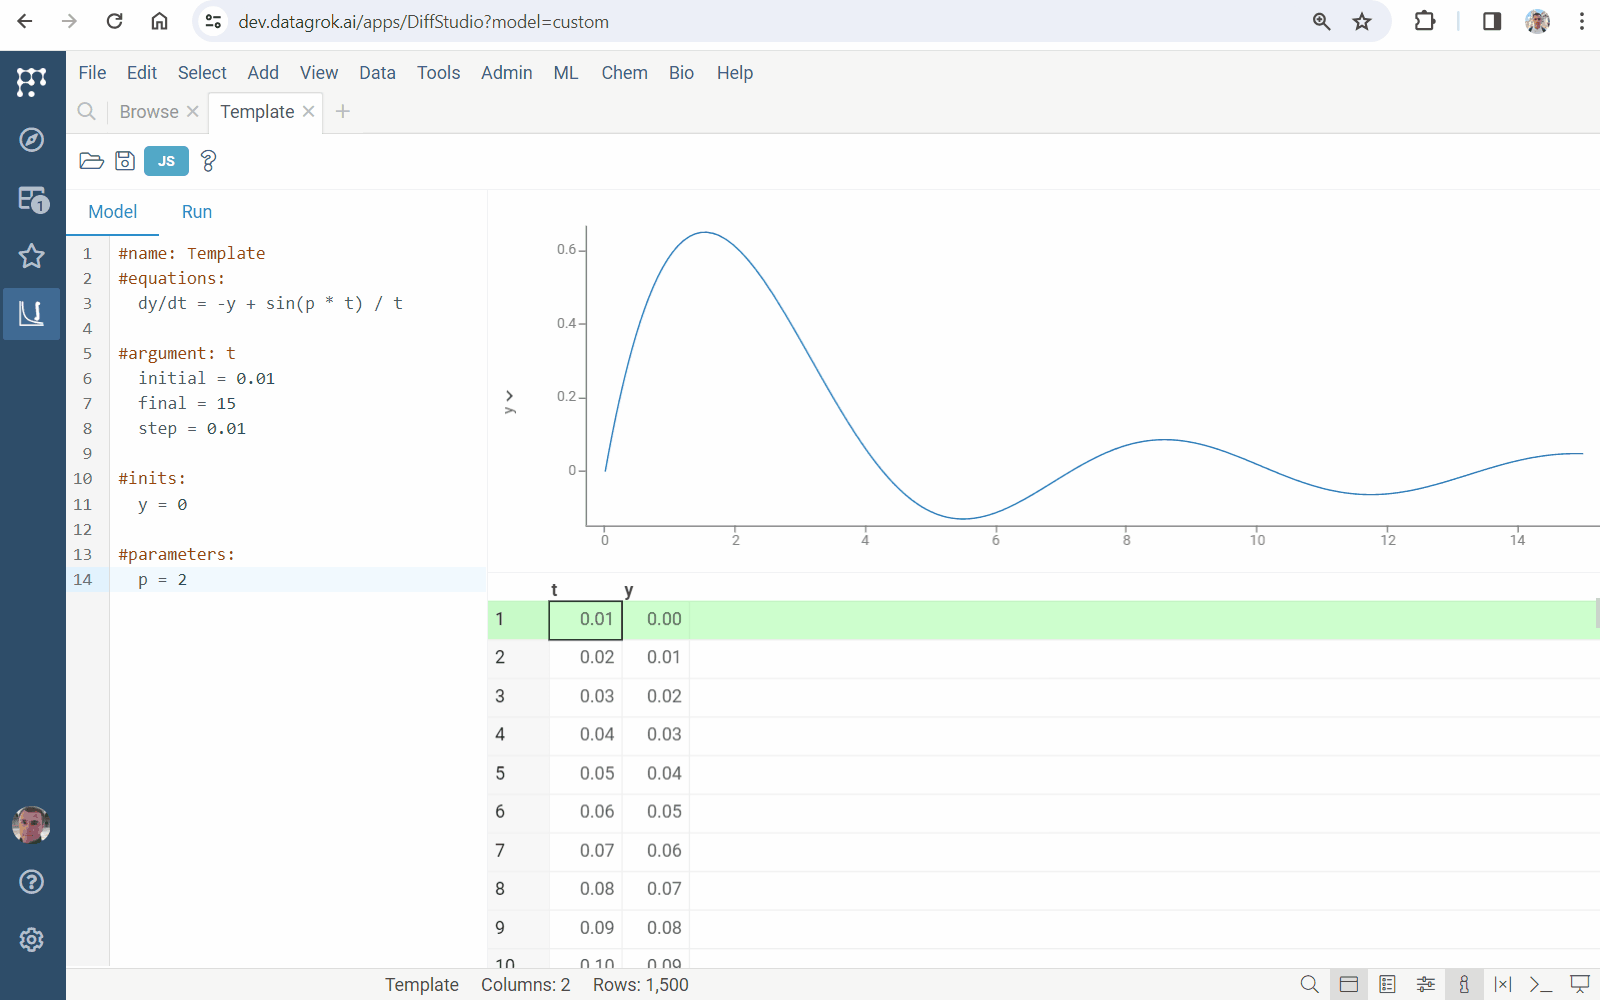 dev.datagrok.ai/apps/DiffStudio?model=custom
File Edit Select Add View Data Tools Admin ML Chem Bio Help
Browse Template
JS
1
Model Run
1 #name: Template
2 #equations:
3 dy/dt = -y + sin(p * t) / t
4
5 #argument: t
6 initial = 0.01
7 final = 15
8 step = 0.01
9
10 #inits:
11 y = 0
12
13 #parameters:
14 p = 2
0.6
0.4
0.2
0
y
0 2 4 6 8 10 12 14
t y
1 0.01 0.00
2 0.02 0.01
3 0.03 0.02
4 0.04 0.03
5 0.05 0.04
6 0.06 0.05
7 0.07 0.06
8 0.08 0.07
9 0.09 0.08
10 0.10 0.09
Template Columns: 2 Rows: 1,500